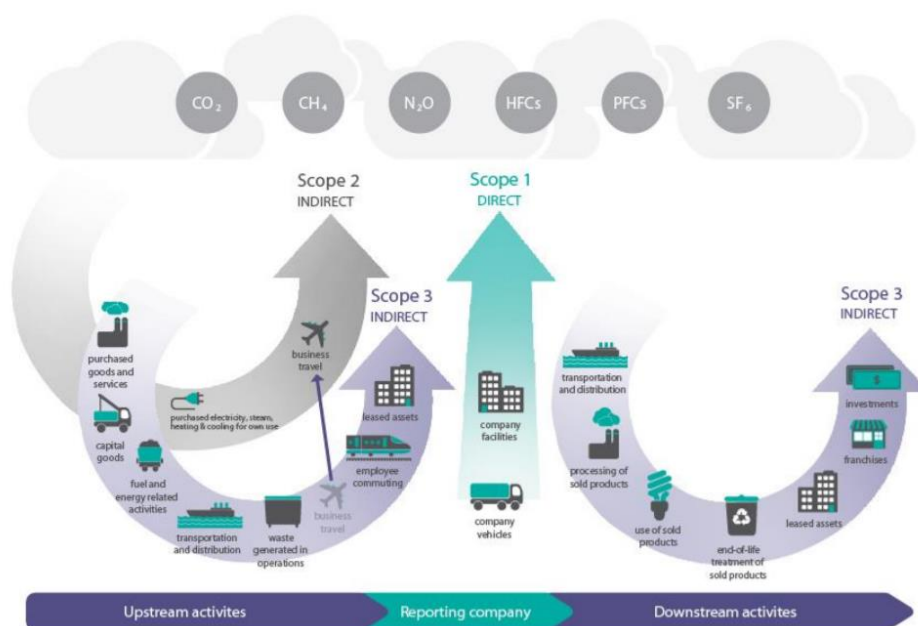 CO₂
CH₄
N₂O
HFCs
PFCs
SF₆
Scope 2
INDIRECT
Scope 1
DIRECT
Scope 3
INDIRECT
Scope 3
INDIRECT
purchased
goods and
services
capital
goods
fuel and
energy related
activities
transportation
and distribution
waste
generated in
operations
business
travel
employee
commuting
leased assets
business
travel
purchased electricity, steam,
heating & cooling for own use
company
facilities
company
vehicles
transportation
and distribution
processing of
sold products
use of sold
products
end-of-life
treatment of
sold products
leased assets
franchises
investments
$
Upstream activites
Reporting company
Downstream activites